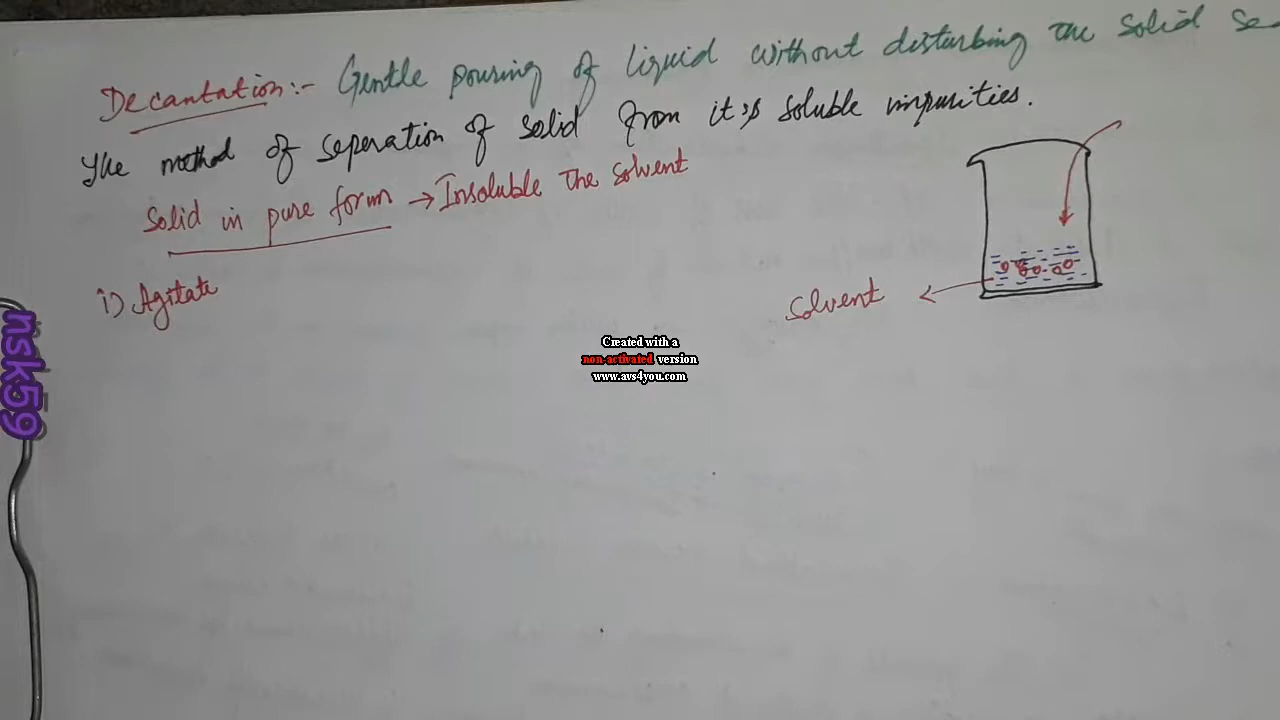 Decantation:- Gentle pouring of liquid without disturbing the solid Se
The method of seperation of solid from it's soluble impurities.
Solid in pure form → Insoluble the solvent
i) Agitate
Solvent
Created with a
non-activated version
www.avs4you.com
nsk59